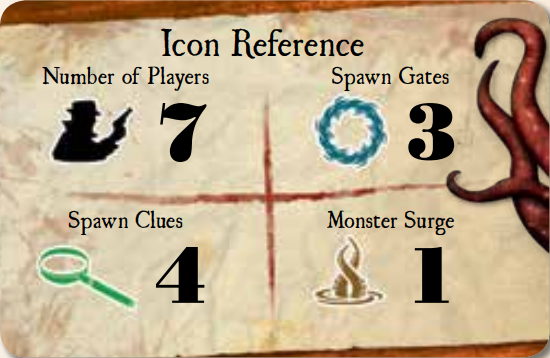 Icon Reference
Number of Players
7
Spawn Gates
3
Spawn Clues
4
Monster Surge
1